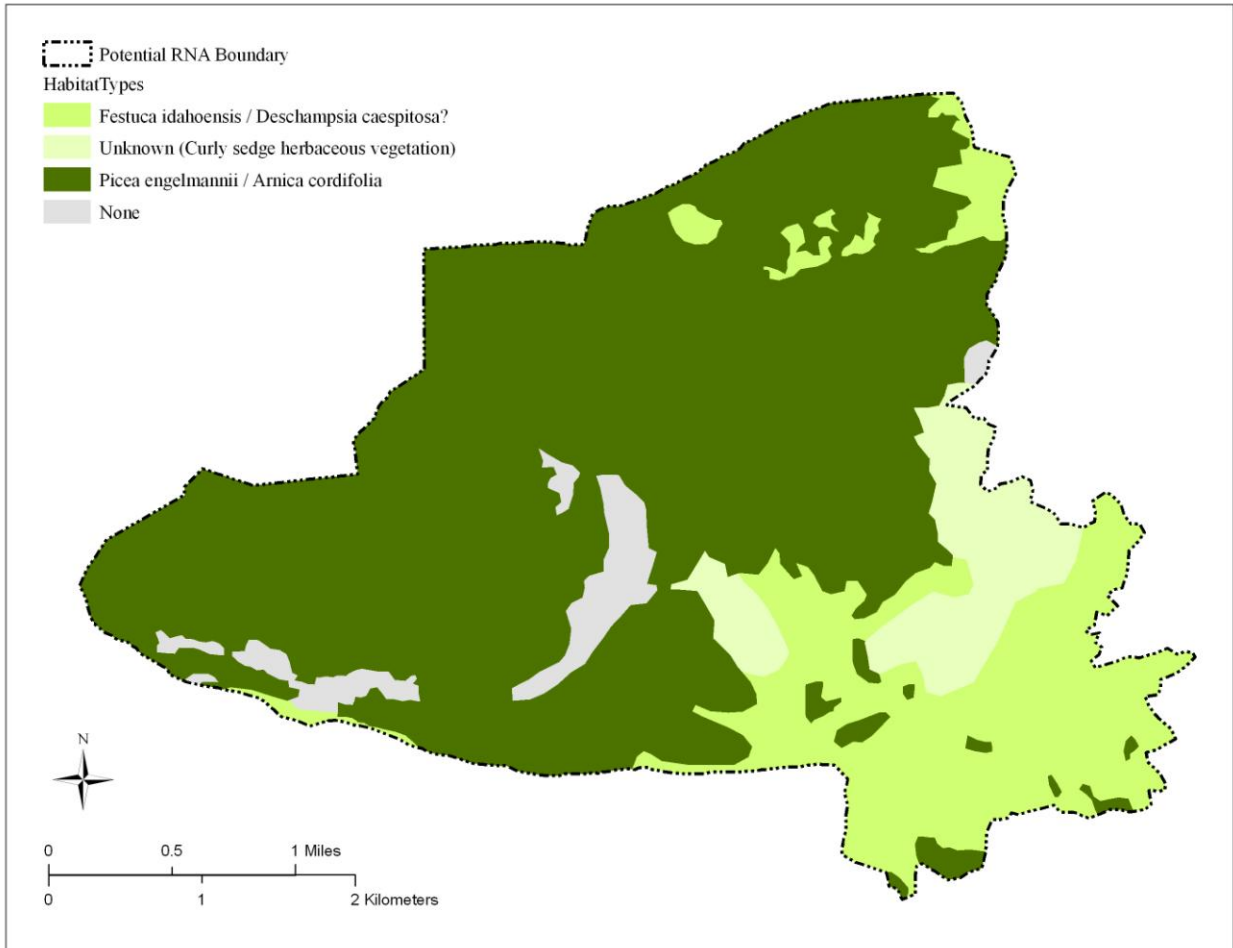 Potential RNA Boundary
HabitatTypes
Festuca idahoensis / Deschampsia caespitosa?
Unknown (Curly sedge herbaceous vegetation)
Picea engelmannii / Arnica cordifolia
None
N
0 0.5 1 Miles
0 1 2 Kilometers